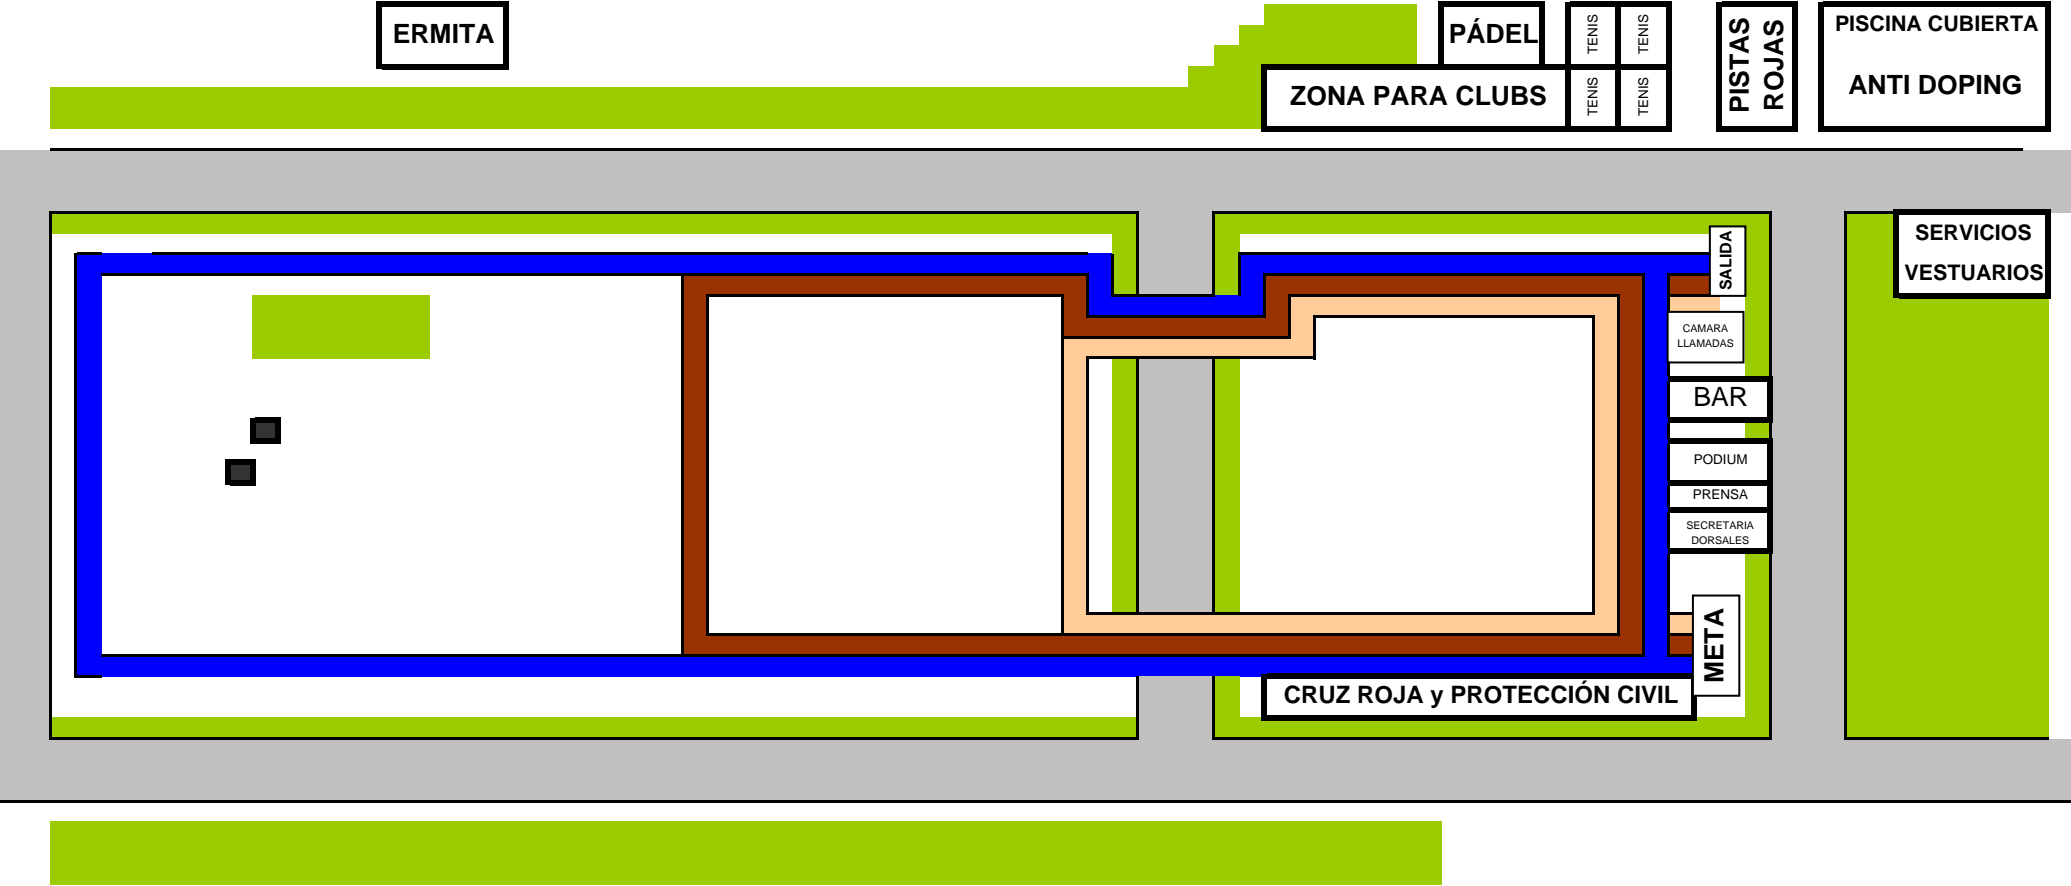 ERMITA
PÁDEL
TENIS
TENIS
PISTAS
ROJAS
PISCINA CUBIERTA
ANTI DOPING
ZONA PARA CLUBS
TENIS
TENIS
SERVICIOS
VESTUARIOS
SALIDA
CAMARA
LLAMADAS
BAR
PODIUM
PRENSA
SECRETARIA
DORSALES
META
CRUZ ROJA y PROTECCIÓN CIVIL